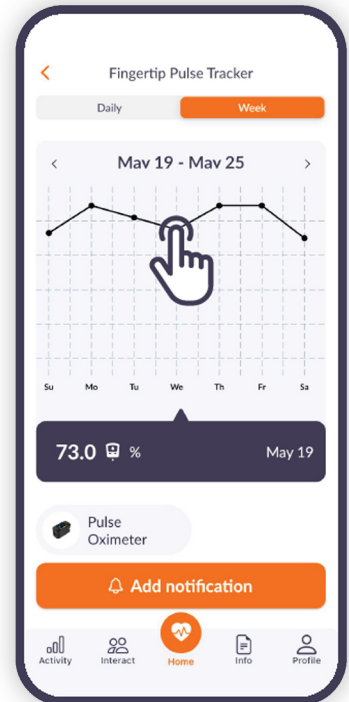 Fingertip Pulse Tracker
Daily Week
May 19 - May 25
Su Mo Tu We Th Fr Sa
73.0 % May 19
Pulse
Oximeter
Add notification
Activity Interact Home Info Profile